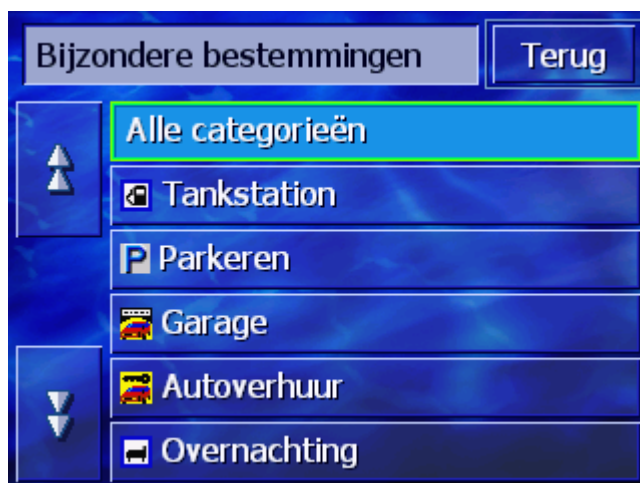 Bijzondere bestemmingen
Terug
Alle categorieën
Tankstation
P Parkeren
Garage
Autoverhuur
Overnachting